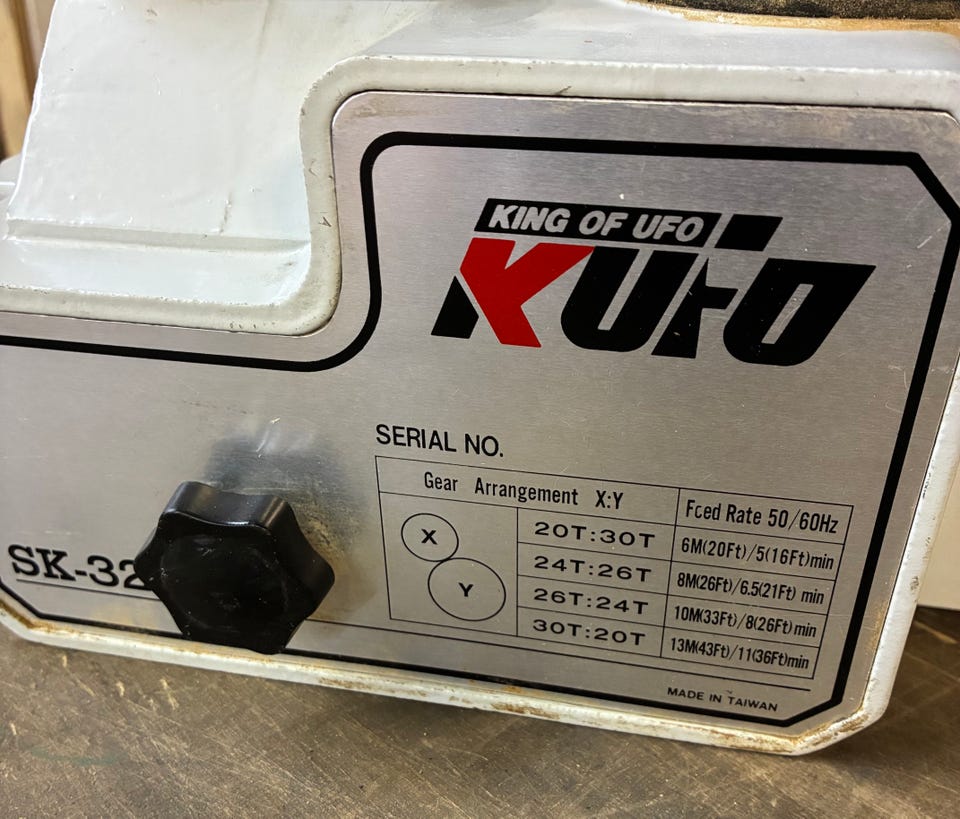 KING OF UFO
KUFO
SERIAL NO.
Gear Arrangement X:Y
Fced Rate 50/60Hz
X
Y
20T:30T
6M(20Ft)/5(16Ft)min
24T:26T
8M(26Ft)/6.5(21Ft) min
26T:24T
10M(33Ft)/8(26Ft)min
30T:20T
13M(43Ft)/11(36Ft)min
SK-32
MADE IN TAIWAN